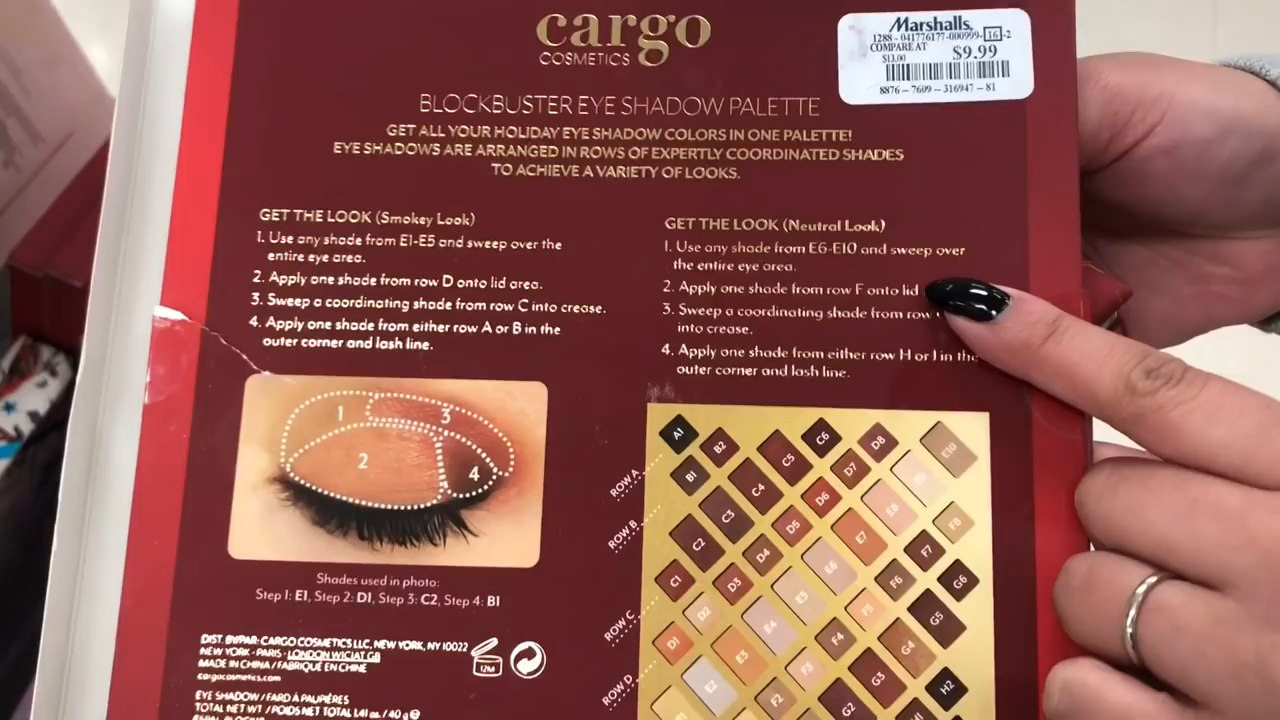 cargo
COSMETICS
Marshalls
1288 - 041776177-000999-16-2
COMPARE AT
$13.00
$9.99
8876 - 7609 - 316947 - 81
BLOCKBUSTER EYE SHADOW PALETTE
GET ALL YOUR HOLIDAY EYE SHADOW COLORS IN ONE PALETTE!
EYE SHADOWS ARE ARRANGED IN ROWS OF EXPERTLY COORDINATED SHADES
TO ACHIEVE A VARIETY OF LOOKS.
GET THE LOOK (Smokey Look)
1. Use any shade from E1-E5 and sweep over the
entire eye area.
2. Apply one shade from row D onto lid area.
3. Sweep a coordinating shade from row C into crease.
4. Apply one shade from either row A or B in the
outer corner and lash line.
GET THE LOOK (Neutral Look)
1. Use any shade from E6-E10 and sweep over
the entire eye area.
2. Apply one shade from row F onto lid
3. Sweep a coordinating shade from row
into crease.
4. Apply one shade from either row H or I in the
outer corner and lash line.
1
3
2
4
Shades used in photo:
Step 1: E1, Step 2: D1, Step 3: C2, Step 4: B1
DIST. BY/PAR: CARGO COSMETICS LLC, NEW YORK, NY 10022
NEW YORK - PARIS - LONDON W1C1AT GB
MADE IN CHINA / FABRIQUÉ EN CHINE
cargocosmetics.com
12M
EYE SHADOW / FARD À PAUPIÈRES
TOTAL NET WT / POIDS NET TOTAL 1.41 oz. / 40 g e
ROW A
ROW B
ROW C
ROW D
A1
B1
B2
C1
C2
C3
C4
C5
C6
D1
D2
D3
D4
D5
D6
D7
D8
E2
E3
E4
E5
E6
E7
E8
E10
F2
F3
F4
F5
F6
F7
F8
G2
G3
G4
G5
G6
H1
H2